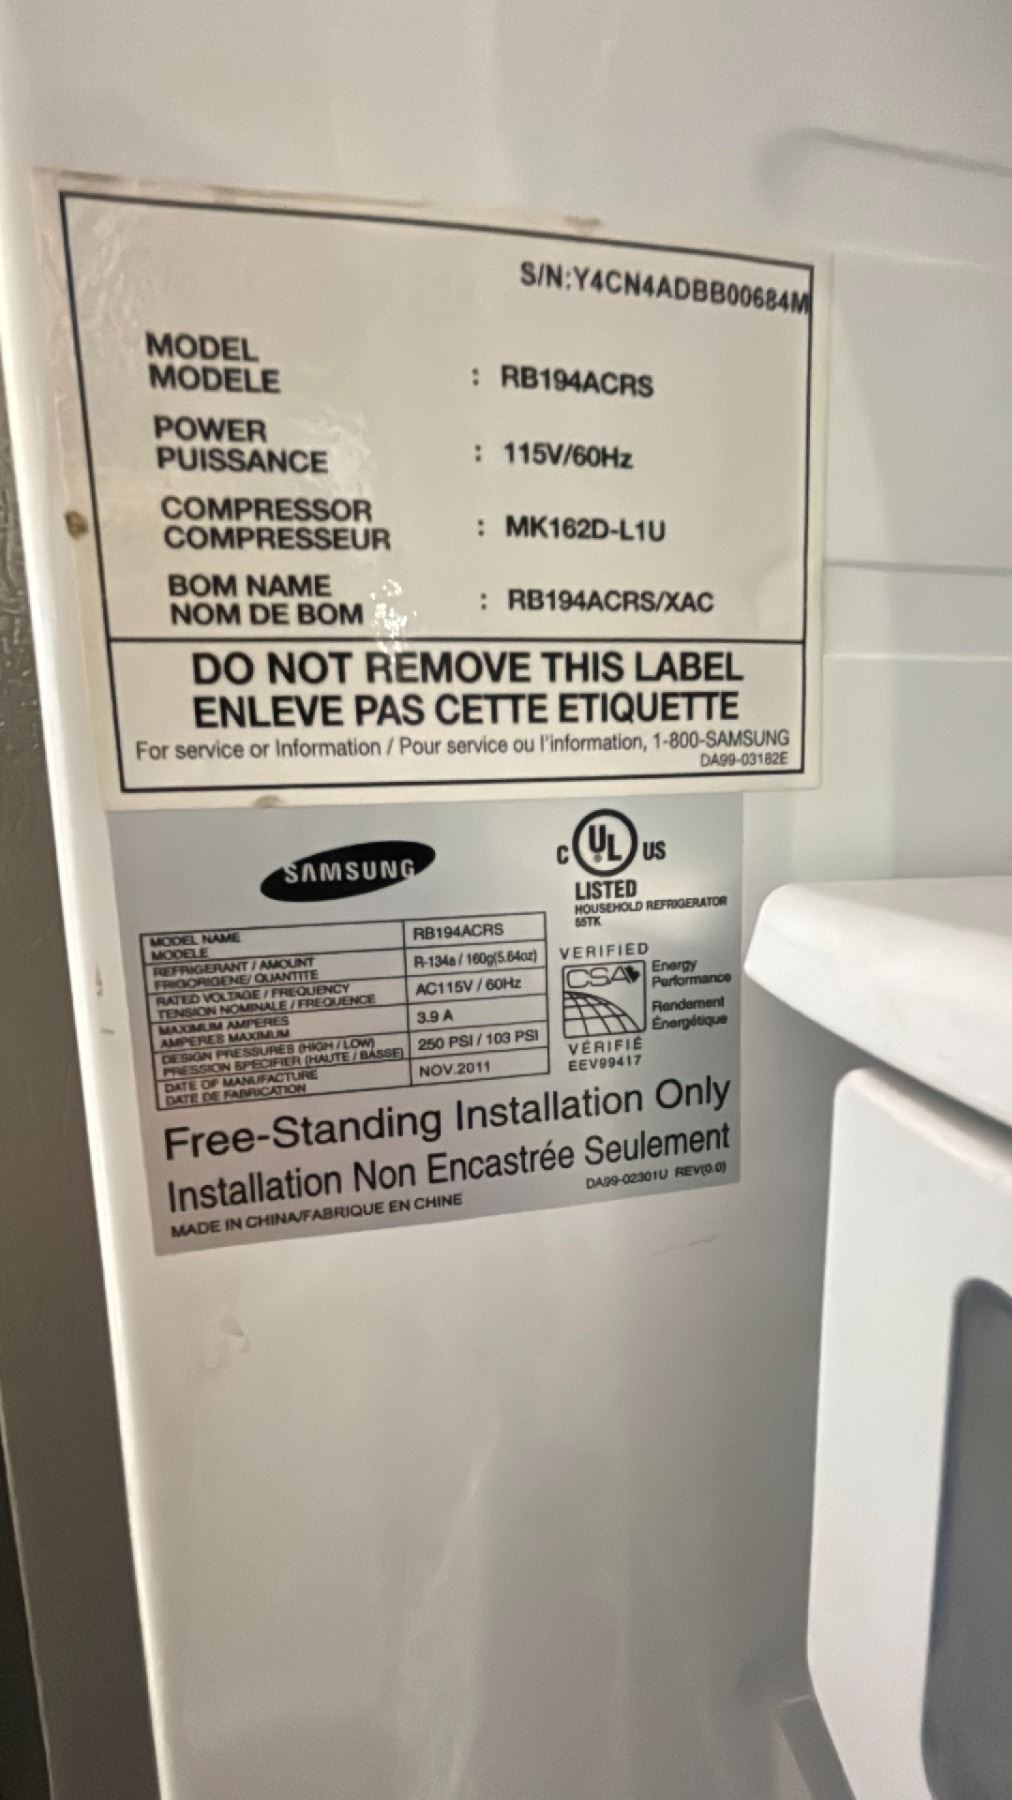 S/N:Y4CN4ADBB00684M
MODEL
MODELE : RB194ACRS
POWER
PUISSANCE : 115V/60Hz
COMPRESSOR
COMPRESSEUR : MK162D-L1U
BOM NAME
NOM DE BOM : RB194ACRS/XAC
DO NOT REMOVE THIS LABEL
ENLEVE PAS CETTE ETIQUETTE
For service or Information / Pour service ou l'information, 1-800-SAMSUNG
DA99-03182E
SAMSUNG
C UL US
LISTED
HOUSEHOLD REFRIGERATOR
55TK
MODEL NAME
MODELE
RB194ACRS
REFRIGERANT / AMOUNT
FRIGORIGENE/ QUANTITE
R-134a / 160g(5.64oz)
RATED VOLTAGE / FREQUENCY
TENSION NOMINALE / FREQUENCE
AC115V / 60Hz
MAXIMUM AMPERES
AMPERES MAXIMUM
3.9 A
DESIGN PRESSURES (HIGH / LOW)
PRESSION SPECIFIER (HAUTE / BASSE)
250 PSI / 103 PSI
DATE OF MANUFACTURE
DATE DE FABRICATION
NOV.2011
VERIFIED
CSA
Energy
Performance
Rendement
Énergétique
VÉRIFIÉ
EEV99417
Free-Standing Installation Only
Installation Non Encastrée Seulement
DA99-02301U REV(0.0)
MADE IN CHINA/FABRIQUE EN CHINE